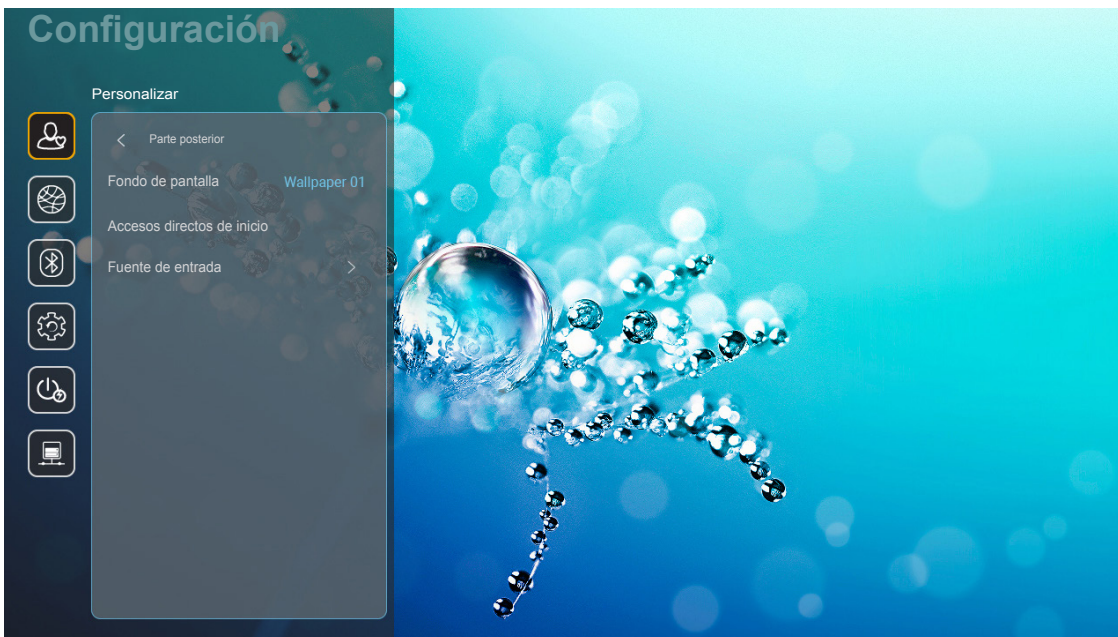 Configuración
Personalizar
Parte posterior
Fondo de pantalla Wallpaper 01
Accesos directos de inicio
Fuente de entrada